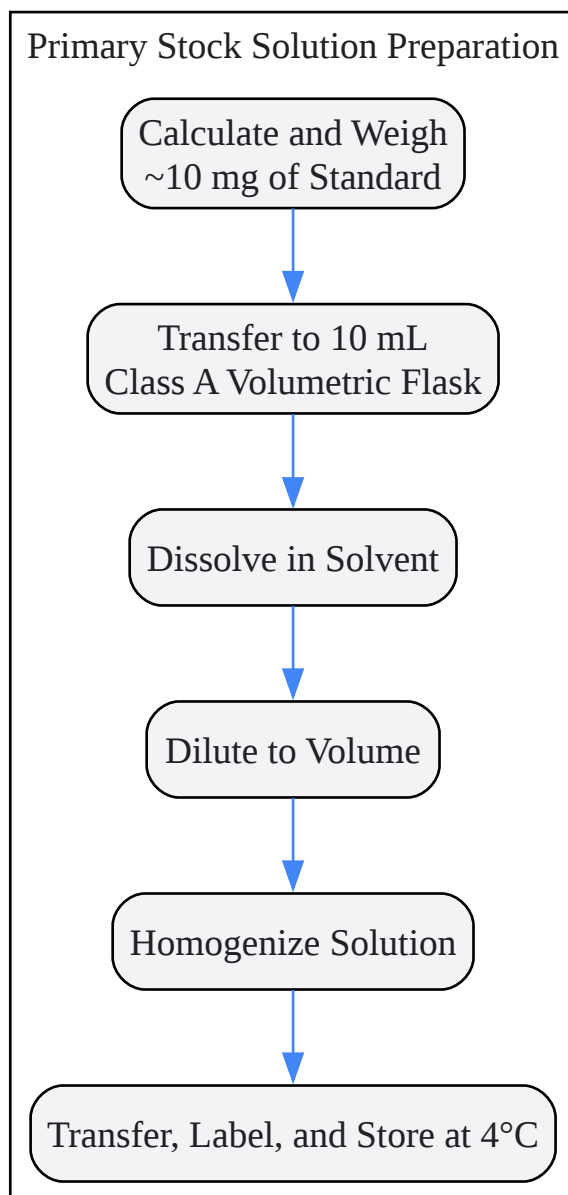 Primary Stock Solution Preparation
Calculate and Weigh
~10 mg of Standard
Transfer to 10 mL
Class A Volumetric Flask
Dissolve in Solvent
Dilute to Volume
Homogenize Solution
Transfer, Label, and Store at 4°C